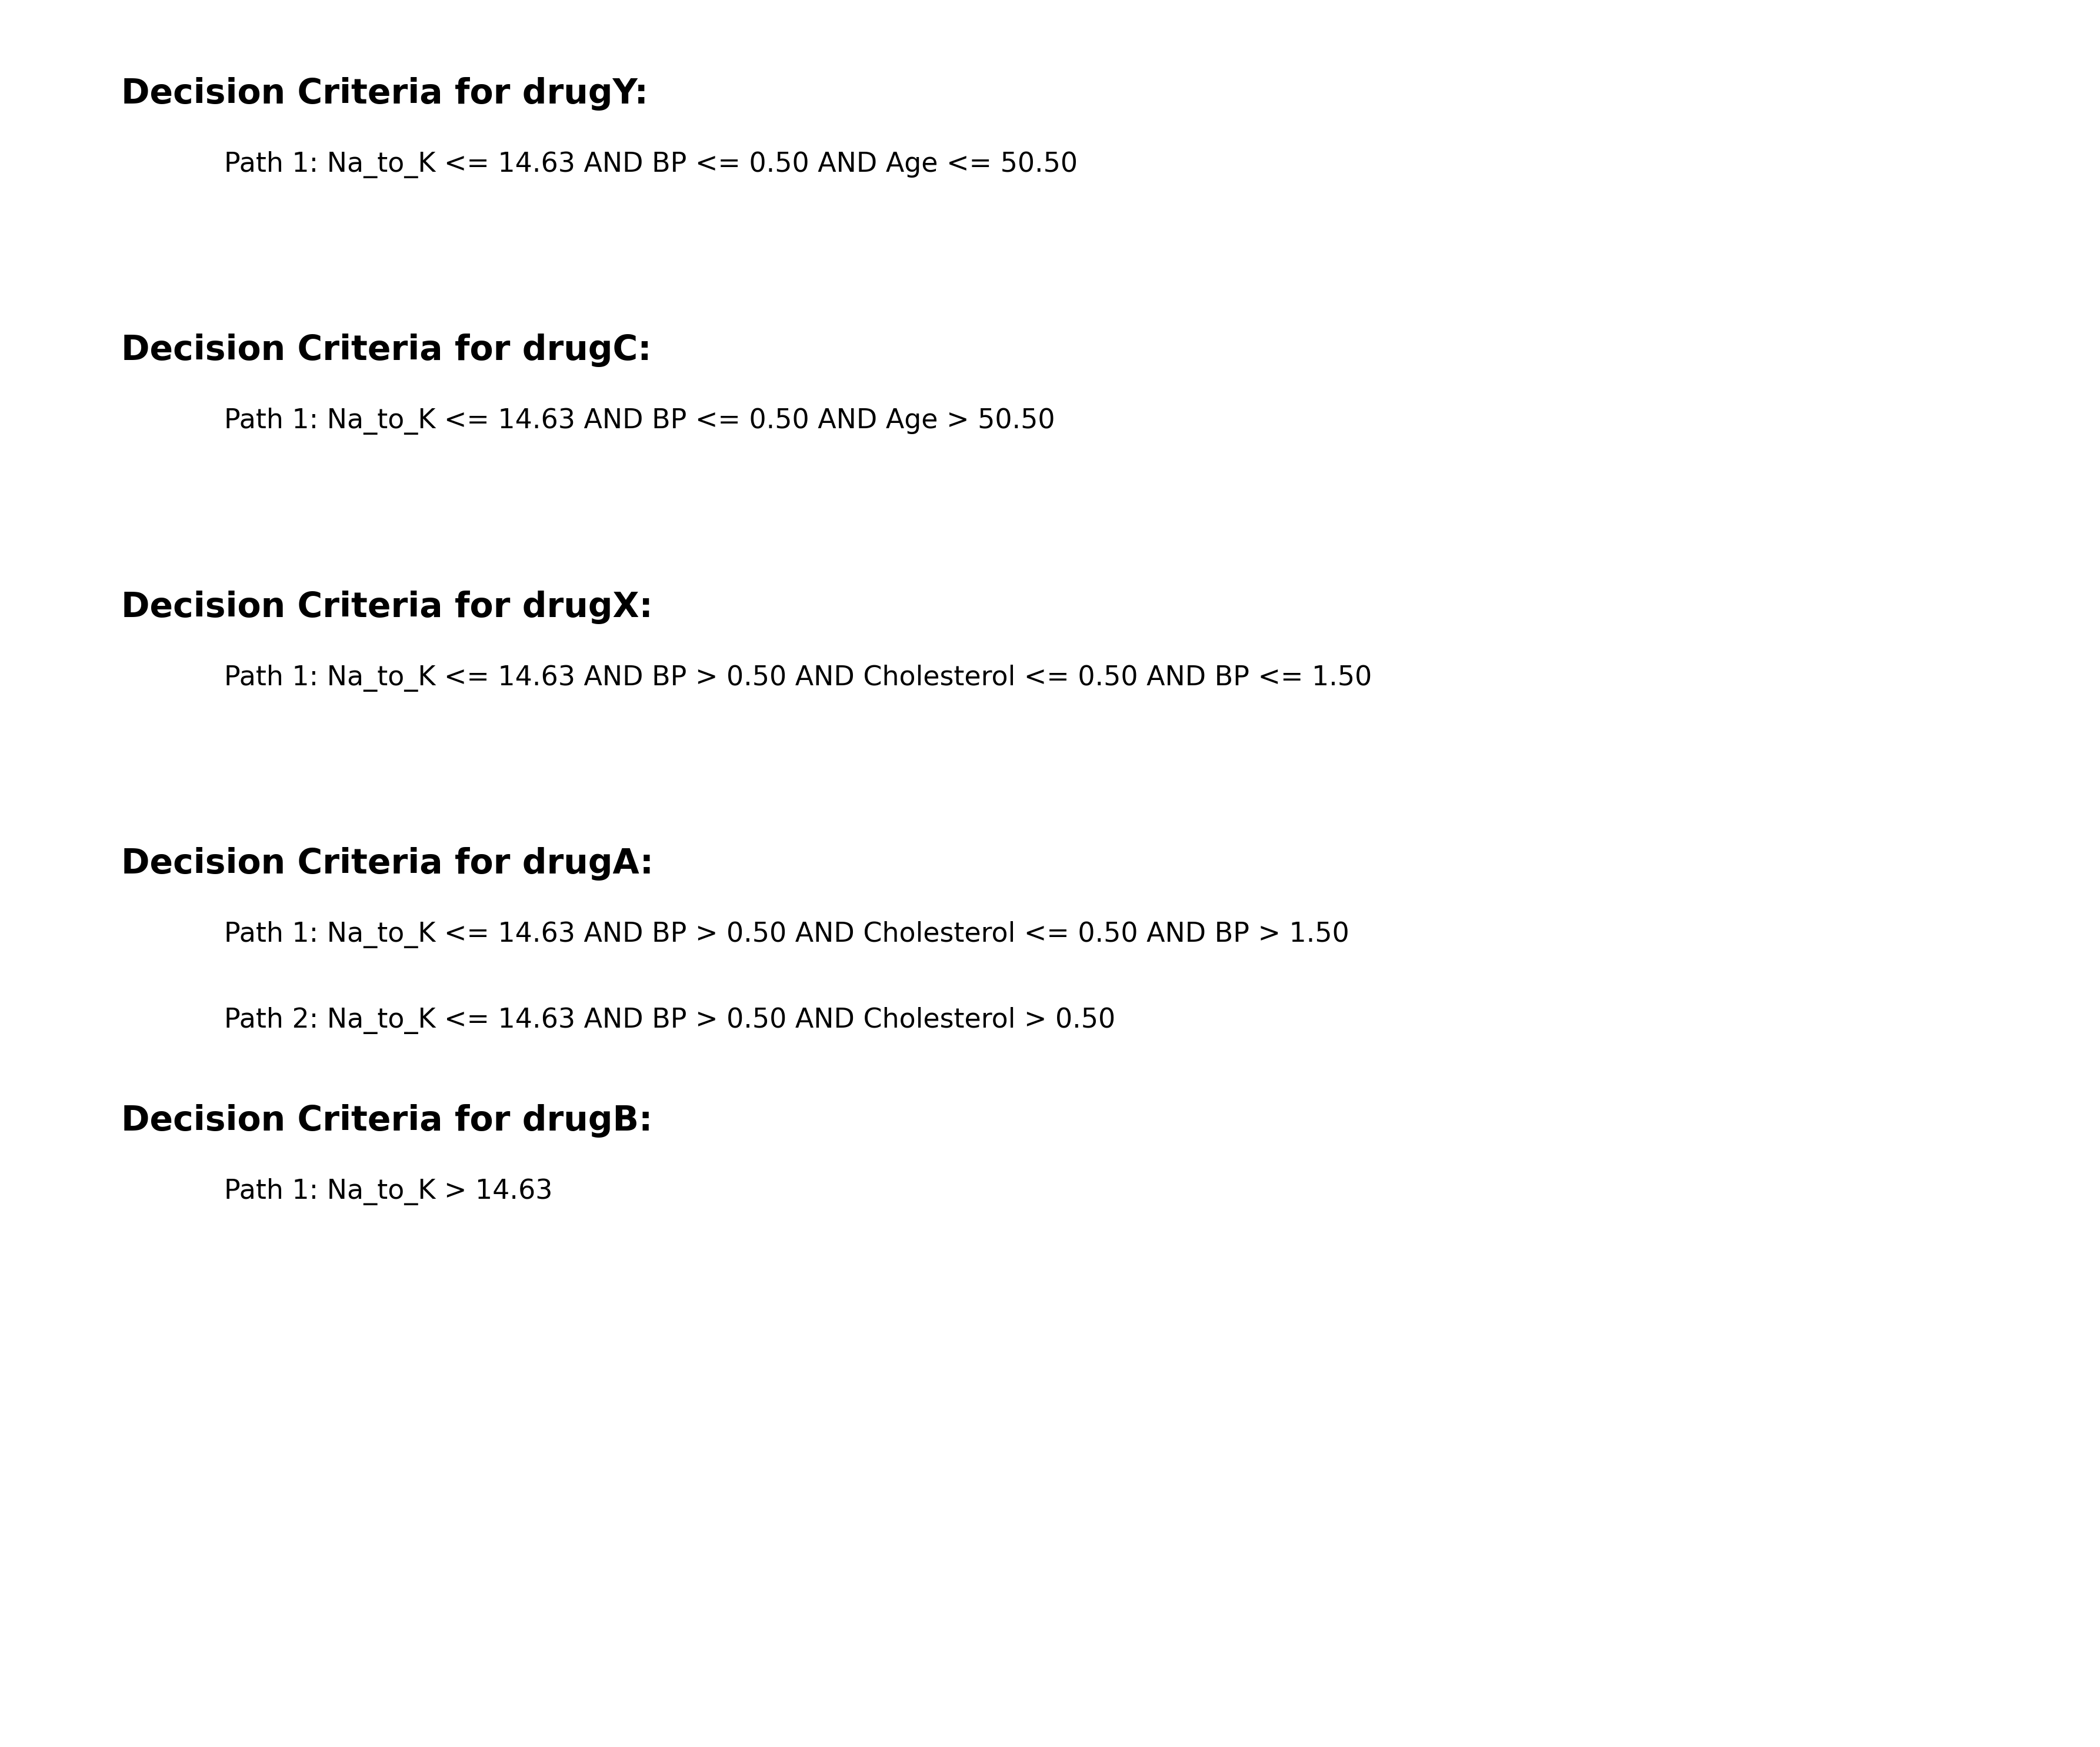 Decision Criteria for drugY:
Path 1: Na_to_K <= 14.63 AND BP <= 0.50 AND Age <= 50.50
Decision Criteria for drugC:
Path 1: Na_to_K <= 14.63 AND BP <= 0.50 AND Age > 50.50
Decision Criteria for drugX:
Path 1: Na_to_K <= 14.63 AND BP > 0.50 AND Cholesterol <= 0.50 AND BP <= 1.50
Decision Criteria for drugA:
Path 1: Na_to_K <= 14.63 AND BP > 0.50 AND Cholesterol <= 0.50 AND BP > 1.50
Path 2: Na_to_K <= 14.63 AND BP > 0.50 AND Cholesterol > 0.50
Decision Criteria for drugB:
Path 1: Na_to_K > 14.63